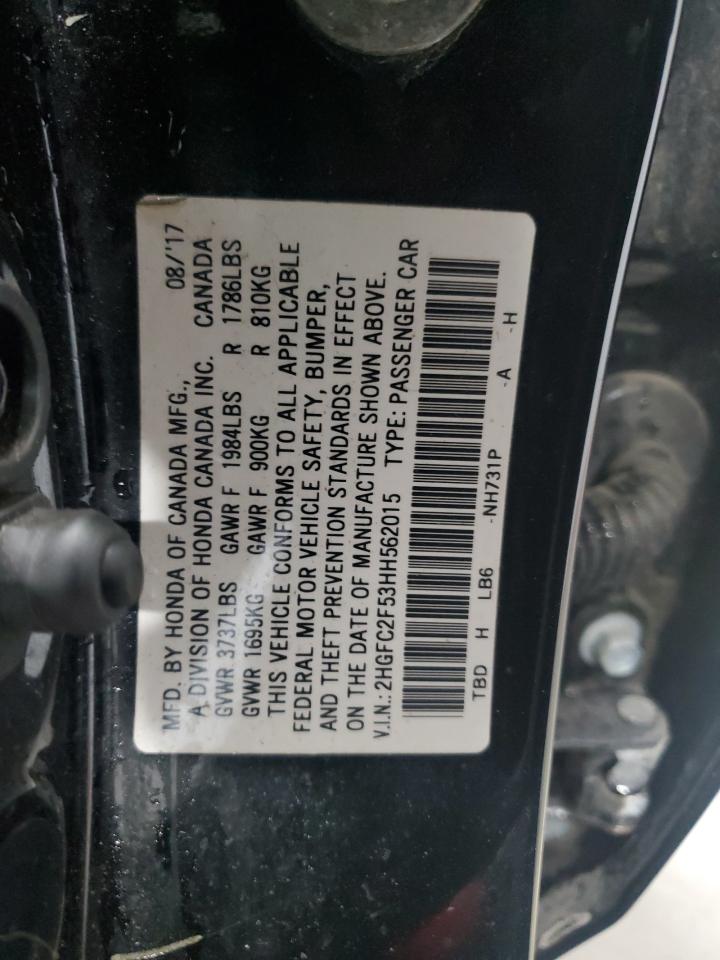 MFD. BY HONDA OF CANADA MFG., 08/'17
A DIVISION OF HONDA CANADA INC. CANADA
GVWR 3737LBS GAWR F 1984LBS R 1786LBS
GVWR 1695KG GAWR F 900KG R 810KG
THIS VEHICLE CONFORMS TO ALL APPLICABLE
FEDERAL MOTOR VEHICLE SAFETY, BUMPER,
AND THEFT PREVENTION STANDARDS IN EFFECT
ON THE DATE OF MANUFACTURE SHOWN ABOVE.
V.I.N.: 2HGFC2F53HH562015 TYPE: PASSENGER CAR
TBD H LB6 -NH731P -A -H